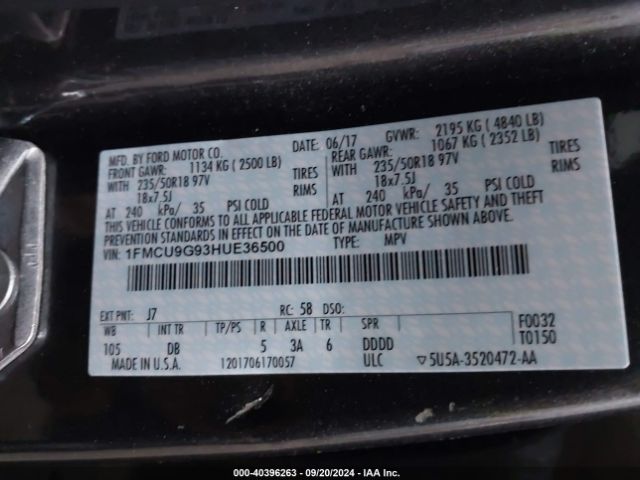 MFD. BY FORD MOTOR CO. DATE: 06/17 GVWR: 2195 KG ( 4840 LB)
FRONT GAWR: 1134 KG ( 2500 LB) REAR GAWR: 1067 KG ( 2352 LB)
WITH 235/50R18 97V TIRES WITH 235/50R18 97V TIRES
18x7.5J RIMS 18x7.5J RIMS
AT 240 kPa/ 35 PSI COLD AT 240 kPa/ 35 PSI COLD
THIS VEHICLE CONFORMS TO ALL APPLICABLE FEDERAL MOTOR VEHICLE SAFETY AND THEFT
PREVENTION STANDARDS IN EFFECT ON THE DATE OF MANUFACTURE SHOWN ABOVE.
VIN: 1FMCU9G93HUE36500 TYPE: MPV
EXT PNT: J7 RC: 58 DSO:
WB INT TR TP/PS R AXLE TR SPR F0032
105 DB 5 3A 6 DDDD T0150
MADE IN U.S.A. 1201706170057 ULC ▽5U5A-3520472-AA
000-40396263 - 09/20/2024 - IAA Inc.